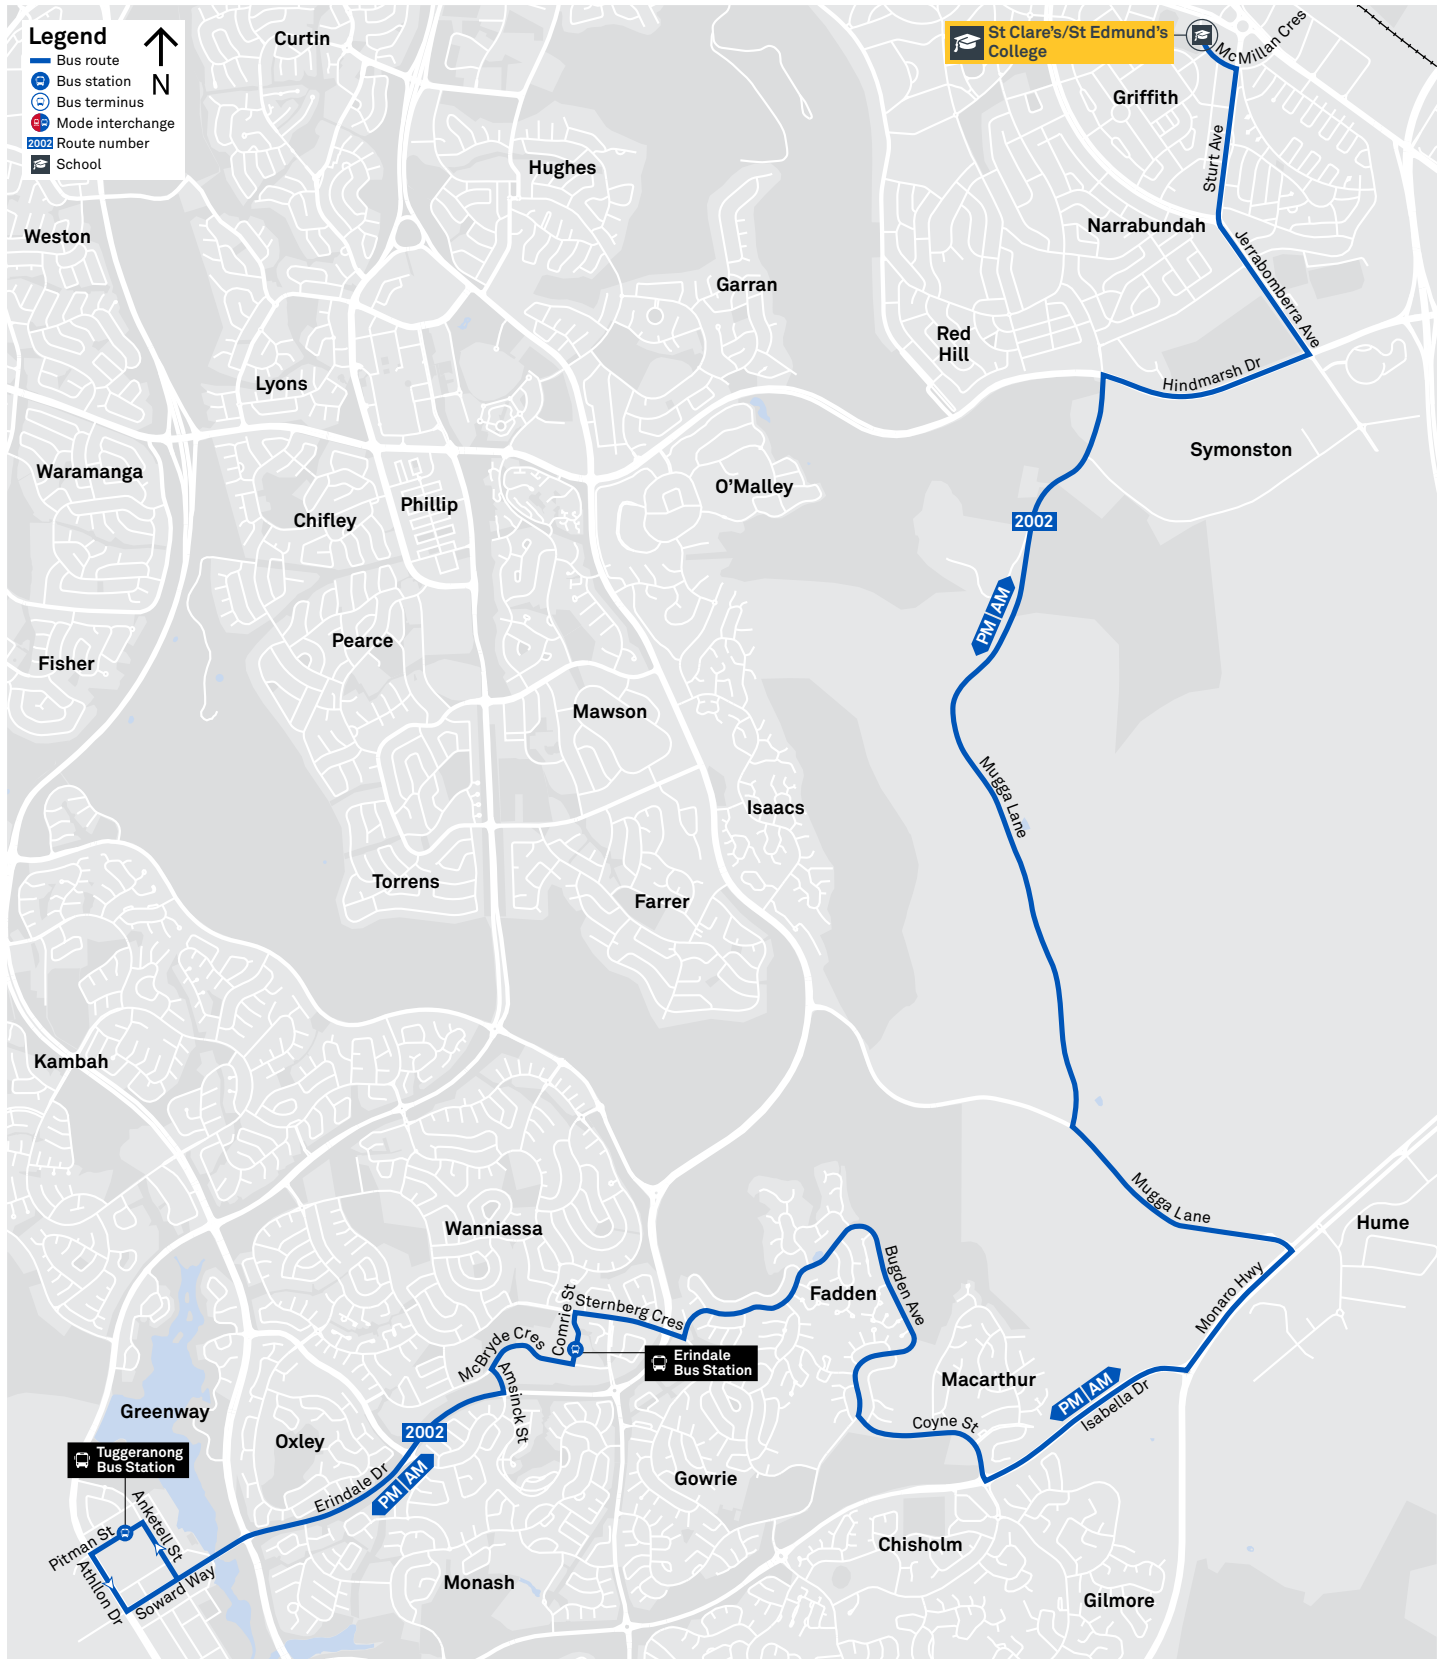 Legend
Bus route
Bus station
Bus terminus
Mode interchange
2002 Route number
School
N
Curtin
St Clare's/St Edmund's
College
McMillan Cres
Griffith
Sturt Ave
Hughes
Weston
Narrabundah
Jerrabomberra Ave
Garran
Red
Hill
Hindmarsh Dr
Lyons
Symonston
Waramanga
O'Malley
Phillip
Chifley
2002
PM | AM
Pearce
Fisher
Mawson
Mugga Lane
Isaacs
Torrens
Farrer
Kambah
Mugga Lane
Hume
Wanniassa
Bugden Ave
Fadden
Monaro Hwy
Comrie St
Sternberg Cres
McBryde Cres
Erindale
Bus Station
Amsinck St
Macarthur
PM | AM
Isabella Dr
Coyne St
Greenway
2002
Oxley
Tuggeranong
Bus Station
PM | AM
Erindale Dr
Gowrie
Anketell St
Pitman St
Athllon Dr
Soward Way
Chisholm
Monash
Gilmore